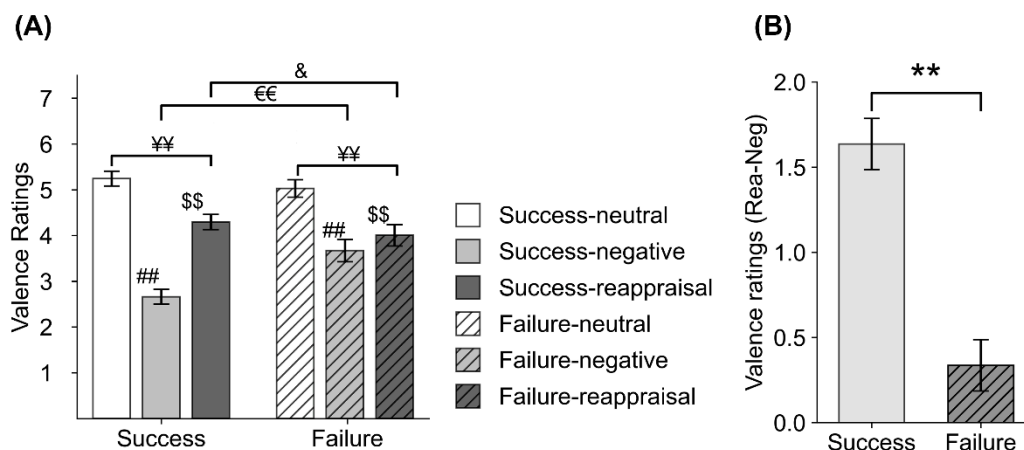 (A)
Valence Ratings
7
6
5
4
3
2
1
&
€€
¥¥
¥¥
$$
##
##
$$
Success
Failure
Success-neutral
Success-negative
Success-reappraisal
Failure-neutral
Failure-negative
Failure-reappraisal
(B)
Valence ratings (Rea-Neg)
2.0
1.5
1.0
0.5
0.0
**
Success
Failure